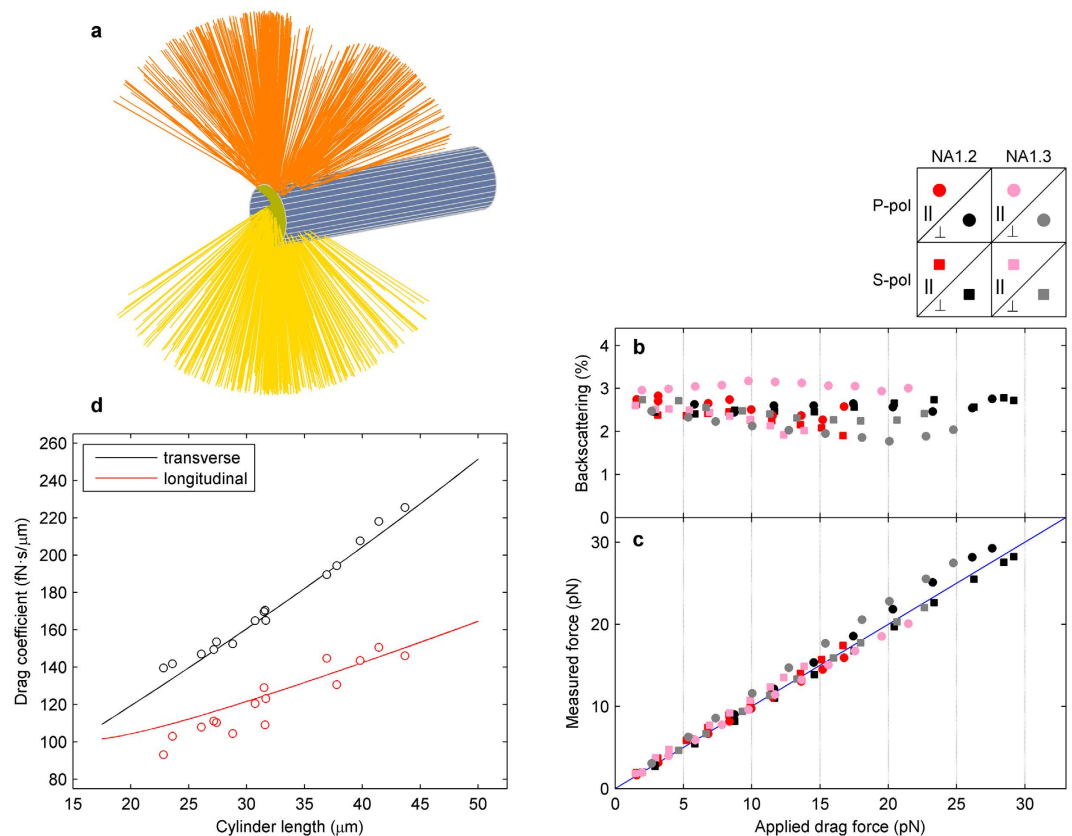 a
NA1.2 NA1.3
P-pol
|| ⊥ || ⊥
S-pol
|| ⊥ || ⊥
b
4
3
2
1
0
Backscattering (%)
c
30
20
10
0
Measured force (pN)
0 5 10 15 20 25 30
Applied drag force (pN)
d
transverse
longitudinal
260
240
220
200
180
160
140
120
100
80
Drag coefficient (fN·s/μm)
15 20 25 30 35 40 45 50
Cylinder length (μm)